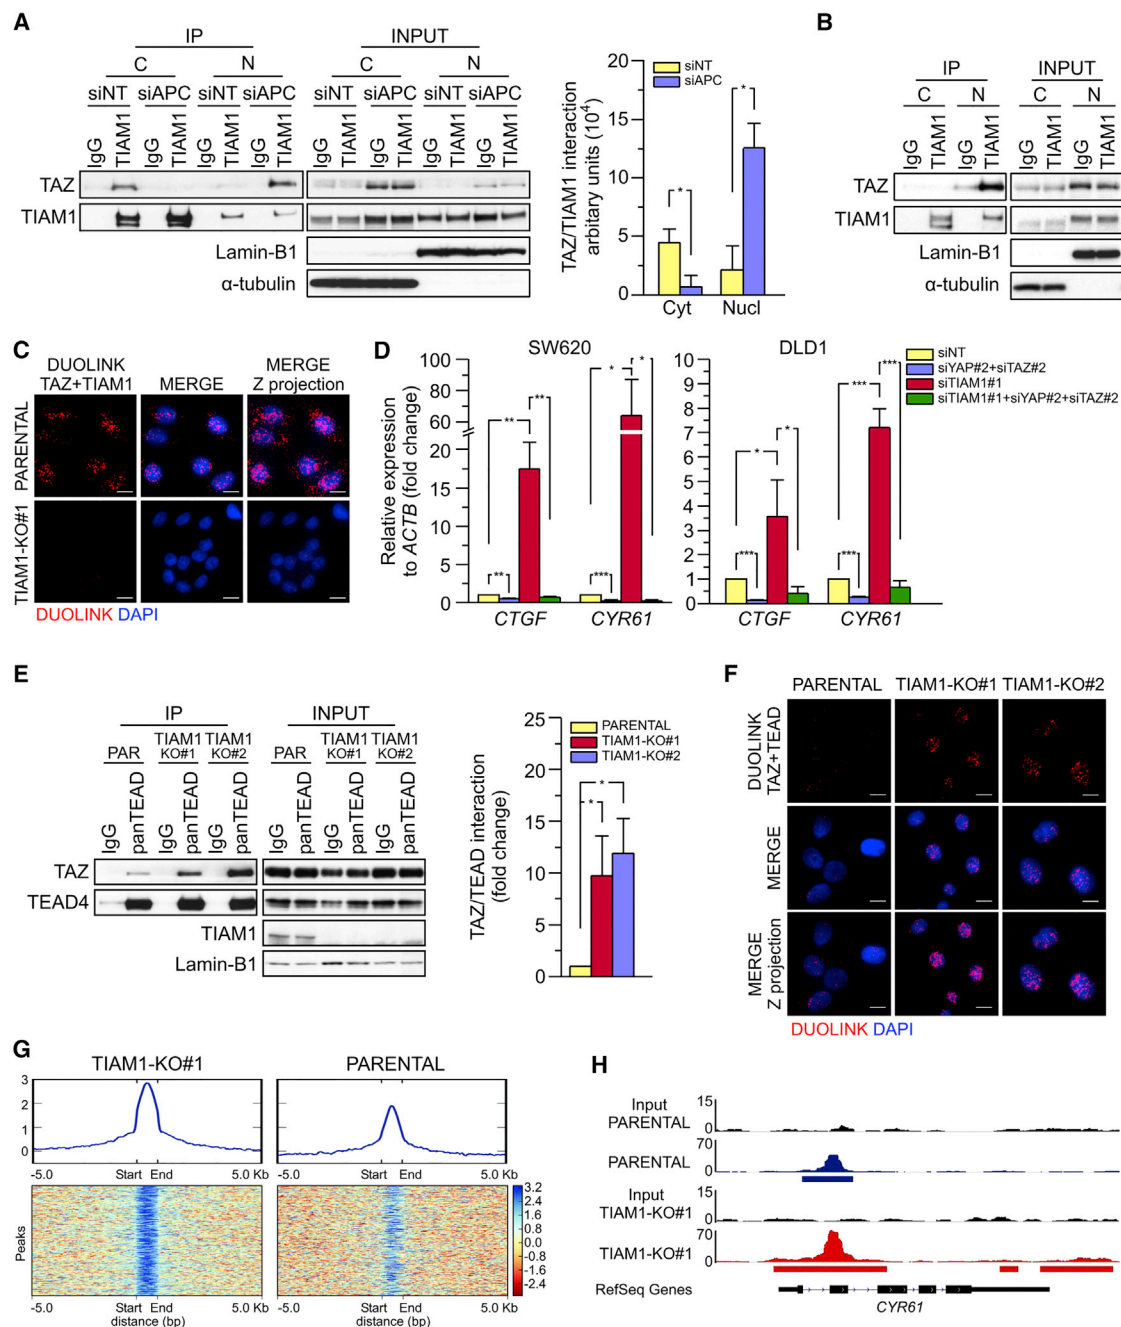 A
IP
INPUT
C
N
C
N
siNT
siAPC
siNT
siAPC
siNT
siAPC
siNT
siAPC
IgG
TIAM1
IgG
TIAM1
IgG
TIAM1
IgG
TIAM1
IgG
TIAM1
IgG
TIAM1
IgG
TIAM1
IgG
TIAM1
TAZ
TIAM1
Lamin-B1
α-tubulin
TAZ/TIAM1 interaction
arbitary units (10⁴)
20
15
10
5
0
siNT
siAPC
*
*
Cyt
Nucl
B
IP
INPUT
C
N
C
N
IgG
TIAM1
IgG
TIAM1
IgG
TIAM1
IgG
TIAM1
TAZ
TIAM1
Lamin-B1
α-tubulin
C
DUOLINK
TAZ+TIAM1
MERGE
MERGE
Z projection
PARENTAL
TIAM1-KO#1
DUOLINK DAPI
D
SW620
DLD1
Relative expression
to ACTB (fold change)
100
80
60
25
20
15
10
5
0
**
**
**
*
*
***
CTGF
CYR61
10
9
8
7
6
5
4
3
2
1
0
*
*
***
***
***
***
CTGF
CYR61
siNT
siYAP#2+siTAZ#2
siTIAM1#1
siTIAM1#1+siYAP#2+siTAZ#2
E
IP
INPUT
PAR
TIAM1
KO#1
TIAM1
KO#2
PAR
TIAM1
KO#1
TIAM1
KO#2
IgG
panTEAD
IgG
panTEAD
IgG
panTEAD
IgG
panTEAD
IgG
panTEAD
IgG
panTEAD
TAZ
TEAD4
TIAM1
Lamin-B1
TAZ/TEAD interaction
(fold change)
25
20
15
10
5
0
PARENTAL
TIAM1-KO#1
TIAM1-KO#2
*
*
F
PARENTAL
TIAM1-KO#1
TIAM1-KO#2
DUOLINK
TAZ+TEAD
MERGE
MERGE
Z projection
DUOLINK DAPI
G
TIAM1-KO#1
PARENTAL
3
2
1
0
-5.0
Start
End
5.0 Kb
-5.0
Start
End
5.0 Kb
Peaks
3.2
2.4
1.6
0.8
0.0
-0.8
-1.6
-2.4
-5.0
Start
End
5.0 Kb
distance (bp)
-5.0
Start
End
5.0 Kb
distance (bp)
H
Input
PARENTAL
15
0
PARENTAL
70
0
Input
TIAM1-KO#1
15
0
TIAM1-KO#1
70
0
RefSeq Genes
CYR61